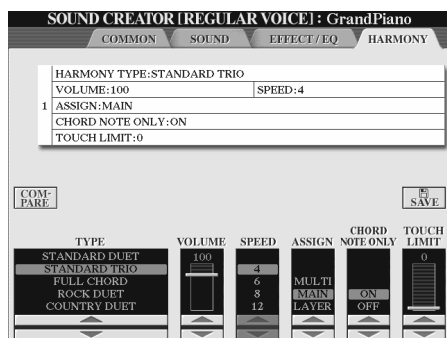 SOUND CREATOR [REGULAR VOICE] : GrandPiano
COMMON SOUND EFFECT / EQ HARMONY
HARMONY TYPE:STANDARD TRIO
VOLUME:100 SPEED:4
1 ASSIGN:MAIN
CHORD NOTE ONLY:ON
TOUCH LIMIT:0
COM-
PARE
SAVE
CHORD TOUCH
TYPE VOLUME SPEED ASSIGN NOTE ONLY LIMIT
STANDARD DUET 100 0
STANDARD TRIO 4
FULL CHORD 6 MULTI
ROCK DUET 8 MAIN ON
COUNTRY DUET 12 LAYER OFF